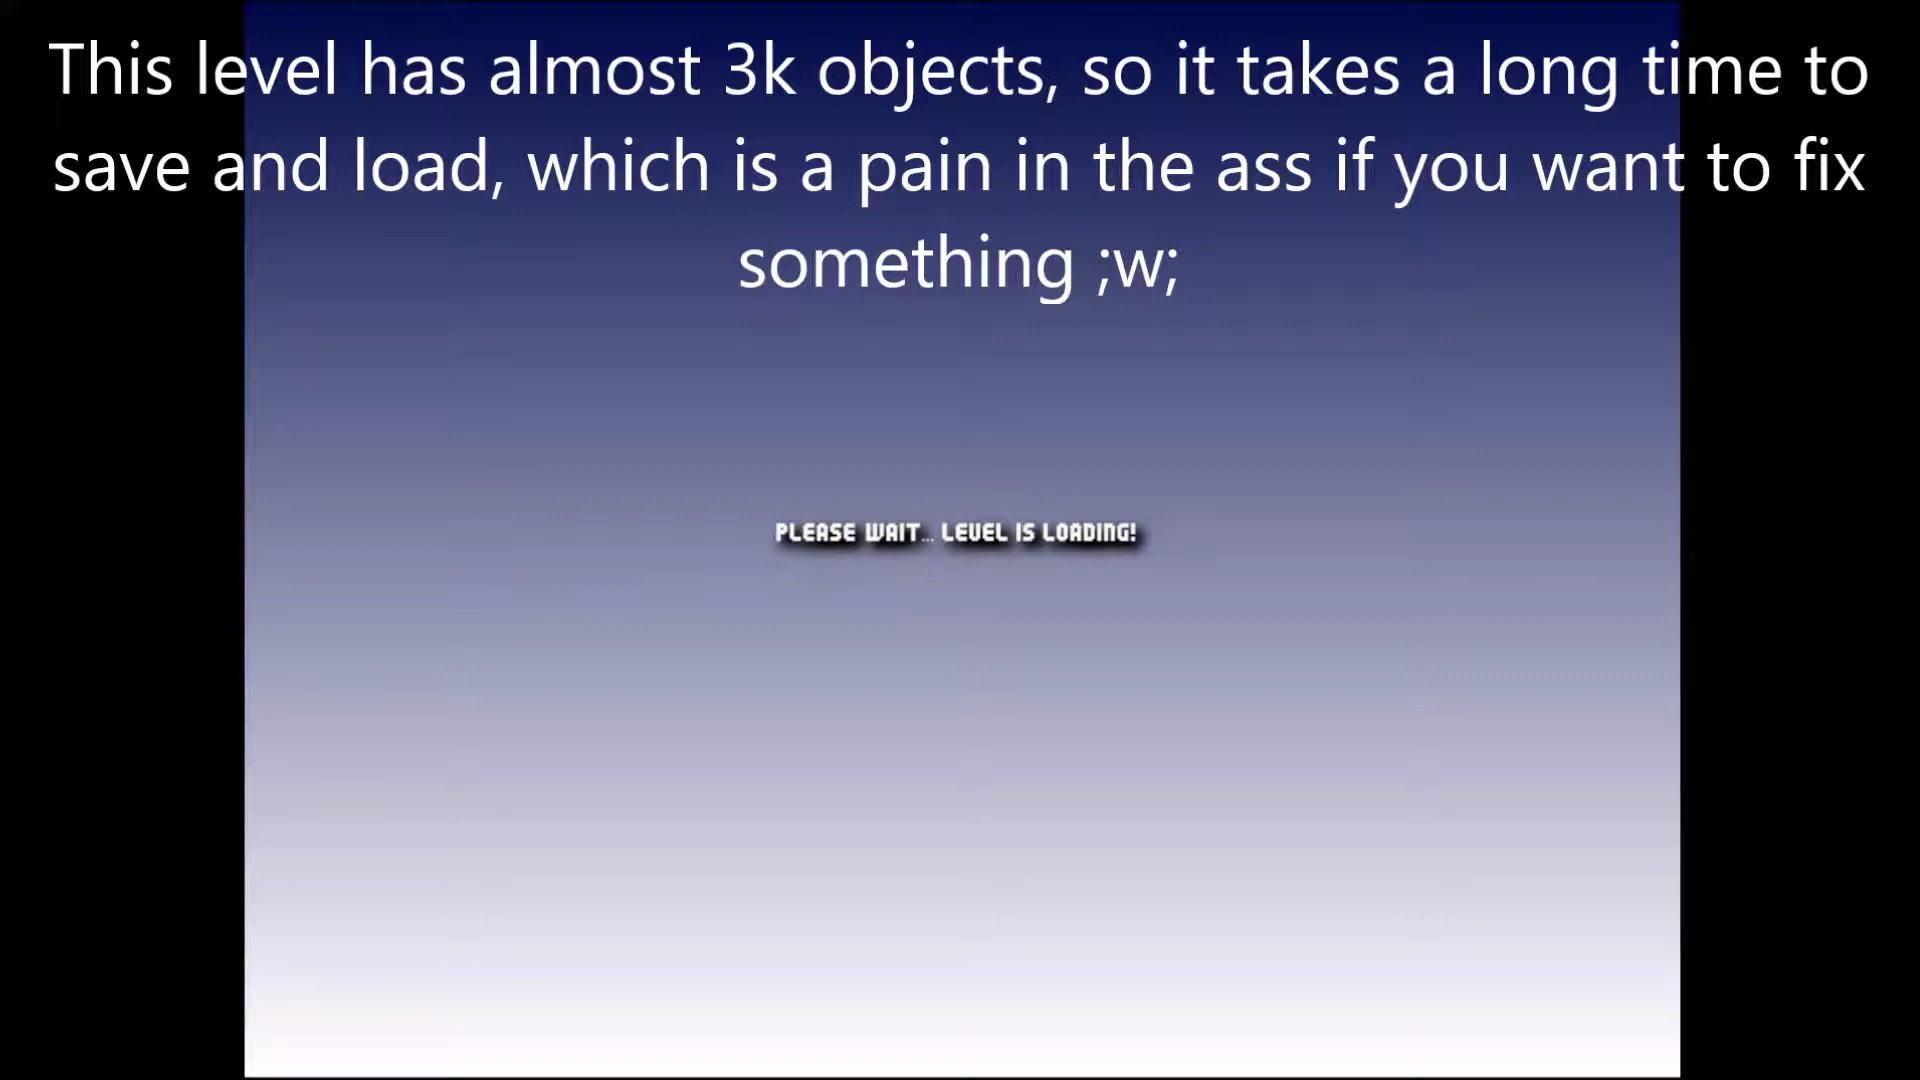 This level has almost 3k objects, so it takes a long time to
save and load, which is a pain in the ass if you want to fix
something ;w;
PLEASE WAIT... LEVEL IS LOADING!